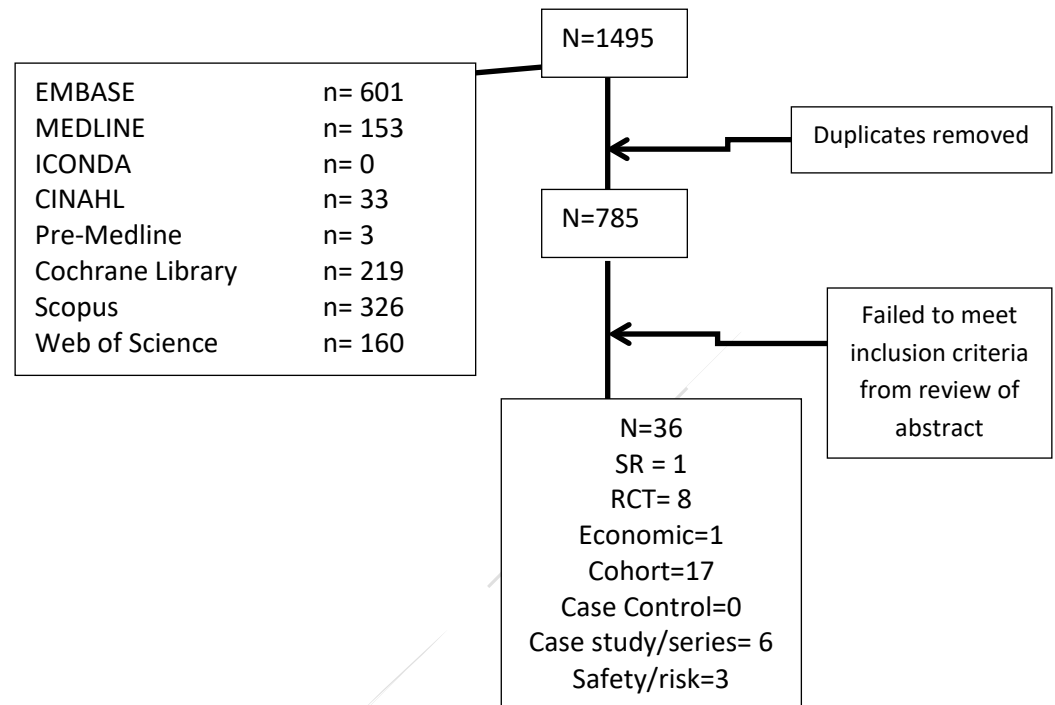 N=1495
EMBASE n= 601
MEDLINE n= 153
ICONDA n= 0
CINAHL n= 33
Pre-Medline n= 3
Cochrane Library n= 219
Scopus n= 326
Web of Science n= 160
Duplicates removed
N=785
Failed to meet
inclusion criteria
from review of
abstract
N=36
SR = 1
RCT= 8
Economic=1
Cohort=17
Case Control=0
Case study/series= 6
Safety/risk=3